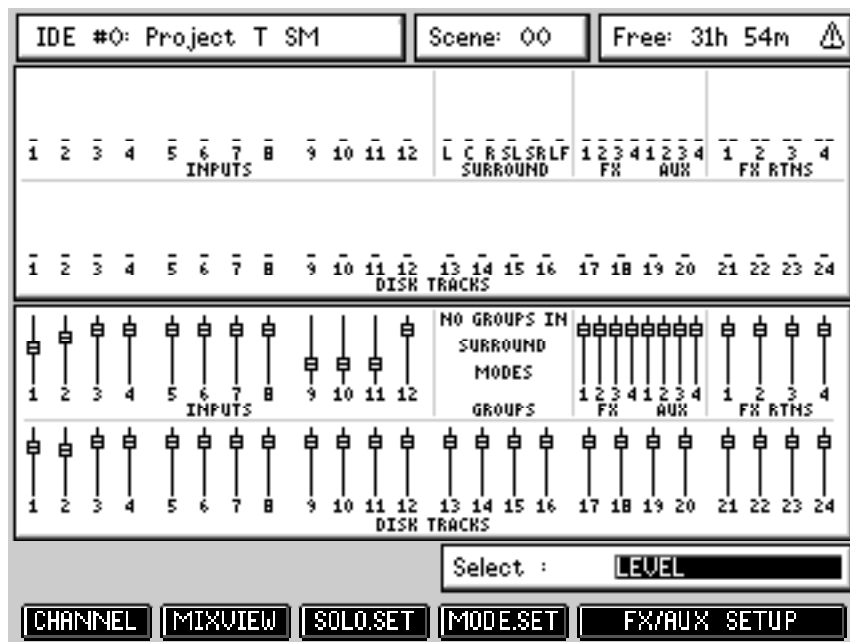 IDE #0: Project T SM Scene: 00 Free: 31h 54m
1 2 3 4 5 6 7 8 9 10 11 12 L C R SL SR LF 1 2 3 4 1 2 3 4 1 2 3 4
INPUTS SURROUND FX AUX FX RTNS
1 2 3 4 5 6 7 8 9 10 11 12 13 14 15 16 17 18 19 20 21 22 23 24
DISK TRACKS
NO GROUPS IN
SURROUND
MODES
1 2 3 4 5 6 7 8 9 10 11 12 1 2 3 4 1 2 3 4 1 2 3 4
INPUTS GROUPS FX AUX FX RTNS
1 2 3 4 5 6 7 8 9 10 11 12 13 14 15 16 17 18 19 20 21 22 23 24
DISK TRACKS
Select : LEVEL
CHANNEL MIXVIEW SOLO.SET MODE.SET FX/AUX SETUP